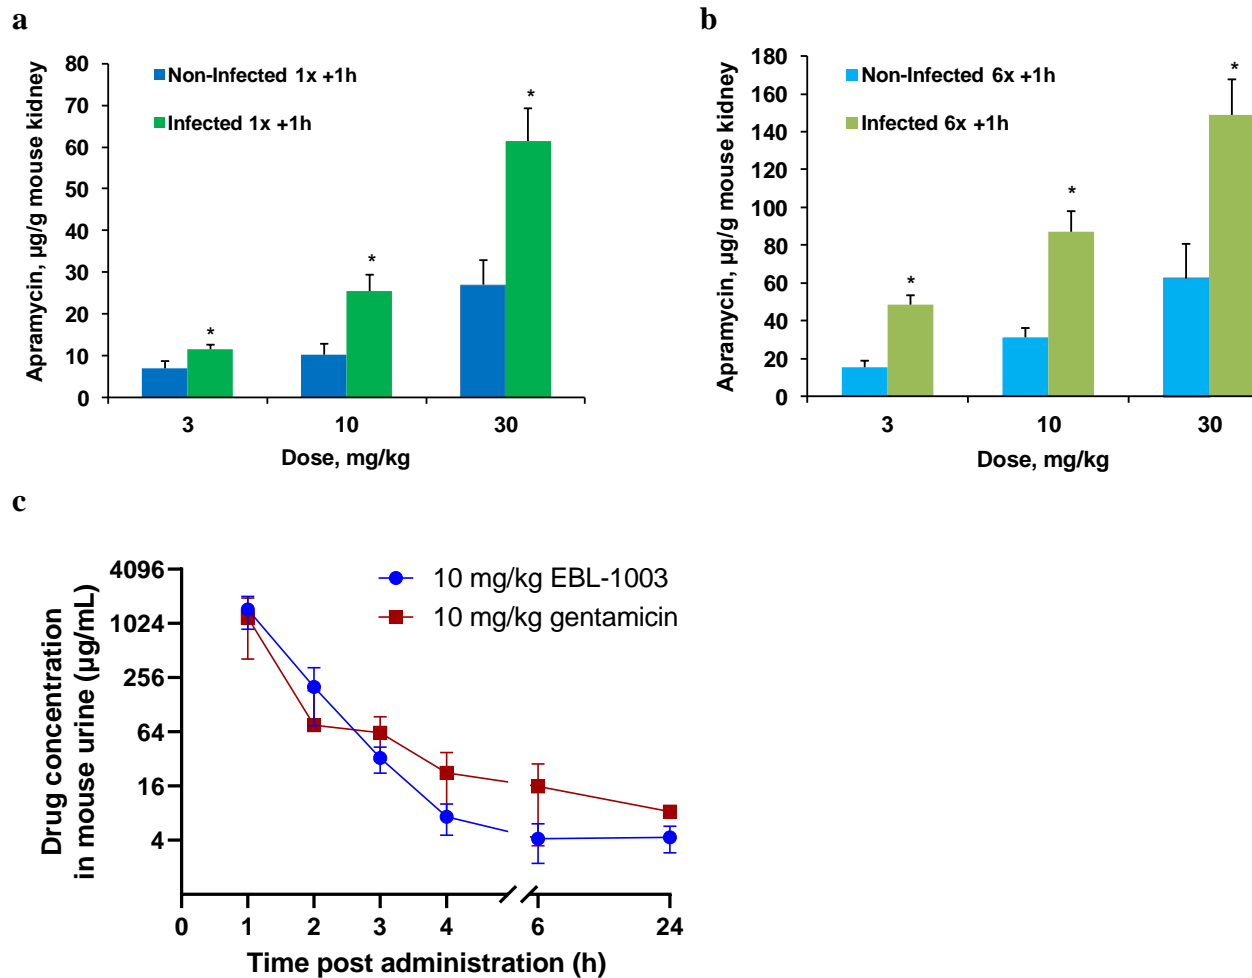 a
Apramycin, µg/g mouse kidney
80
70
60
50
40
30
20
10
0
Non-Infected 1x +1h
Infected 1x +1h
*
*
*
3
10
30
Dose, mg/kg
b
Apramycin, µg/g mouse kidney
180
160
140
120
100
80
60
40
20
0
Non-Infected 6x +1h
Infected 6x +1h
*
*
*
3
10
30
Dose, mg/kg
c
Drug concentration
in mouse urine (µg/mL)
4096
1024
256
64
16
4
10 mg/kg EBL-1003
10 mg/kg gentamicin
0
1
2
3
4
6
24
Time post administration (h)